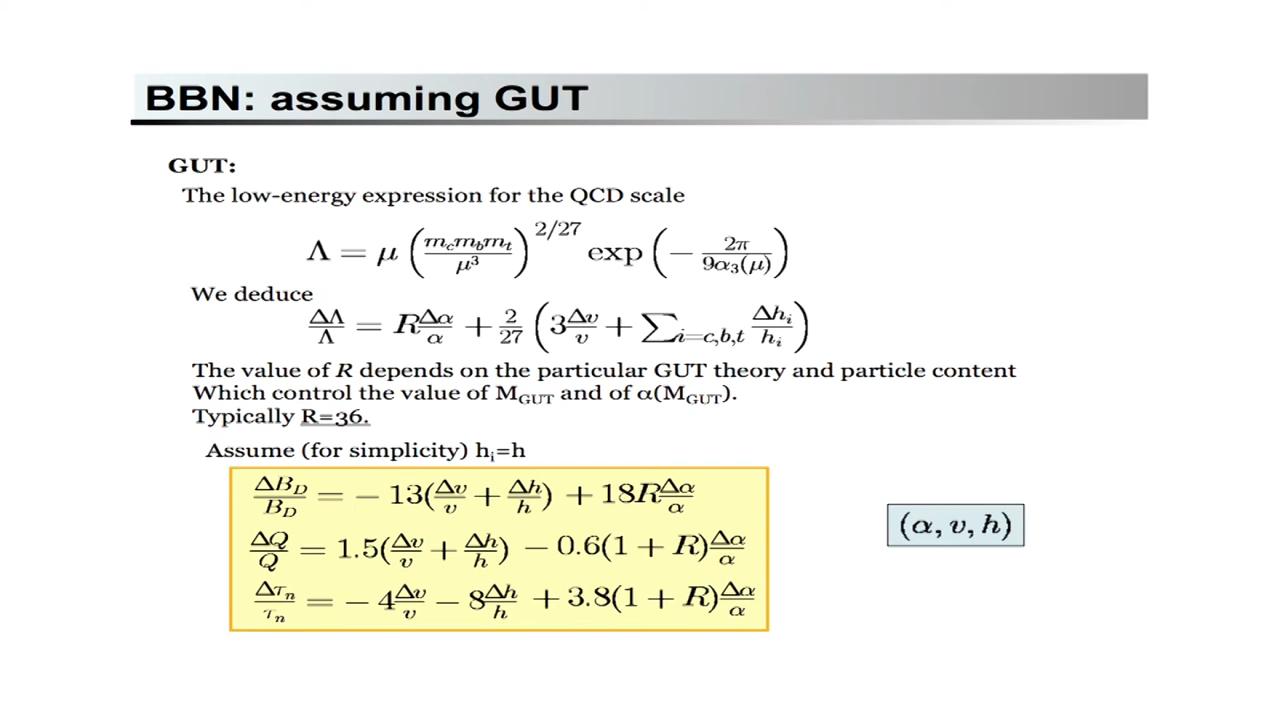 BBN: assuming GUT
GUT:
The low-energy expression for the QCD scale
Λ = μ (m_c m_b m_t / μ³)^{2/27} exp (− 2π / 9α₃(μ))
We deduce
ΔΛ/Λ = R Δα/α + 2/27 (3 Δv/v + ∑_{i=c,b,t} Δh_i/h_i)
The value of R depends on the particular GUT theory and particle content
Which control the value of M_GUT and of α(M_GUT).
Typically R=36.
Assume (for simplicity) h_i=h
ΔB_D/B_D = − 13(Δv/v + Δh/h) + 18R Δα/α
(α, v, h)
ΔQ/Q = 1.5(Δv/v + Δh/h) − 0.6(1 + R) Δα/α
Δτ_n/τ_n = − 4 Δv/v − 8 Δh/h + 3.8(1 + R) Δα/α